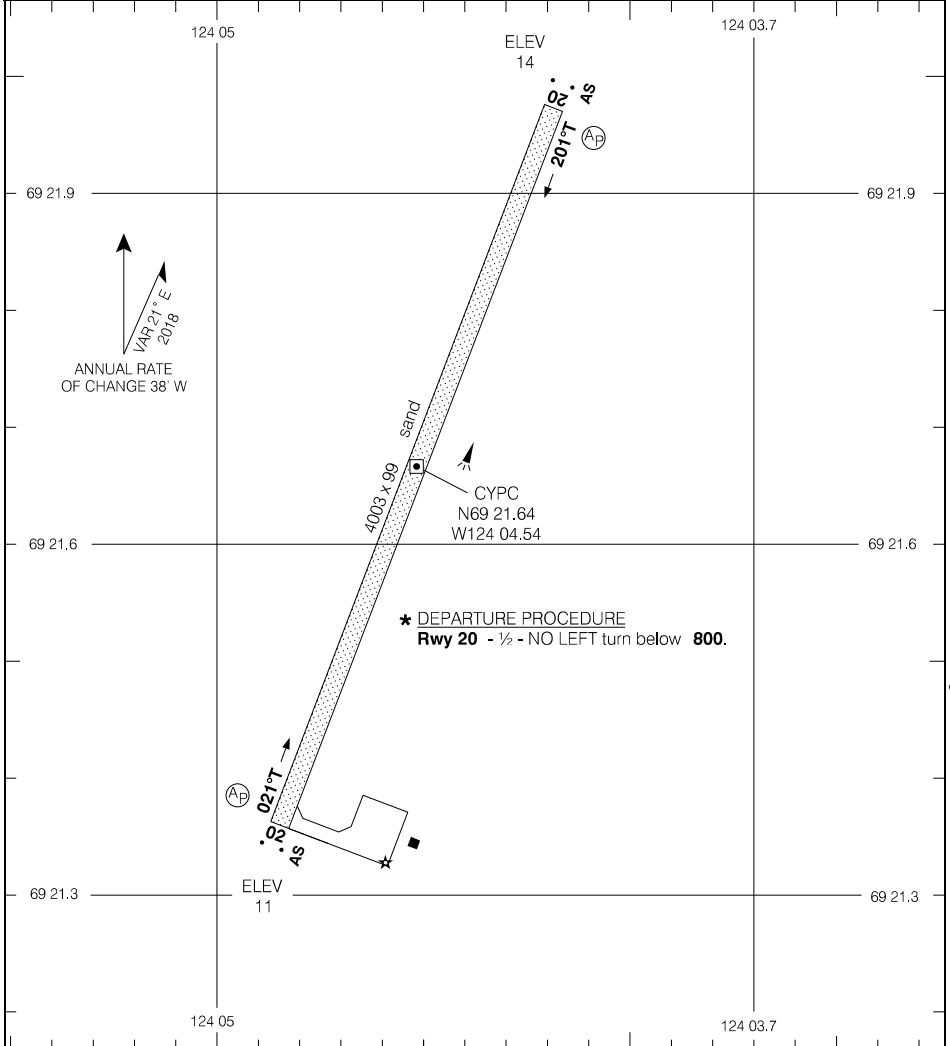 124 05
124 03.7
ELEV
14
20
AS
201°T
AP
69 21.9
69 21.9
VAR 21° E
2018
ANNUAL RATE
OF CHANGE 38' W
sand
4003 x 99
CYPC
N69 21.64
W124 04.54
69 21.6
69 21.6
* DEPARTURE PROCEDURE
Rwy 20 - ½ - NO LEFT turn below 800.
021°T
AP
02
AS
ELEV
11
69 21.3
69 21.3
124 05
124 03.7